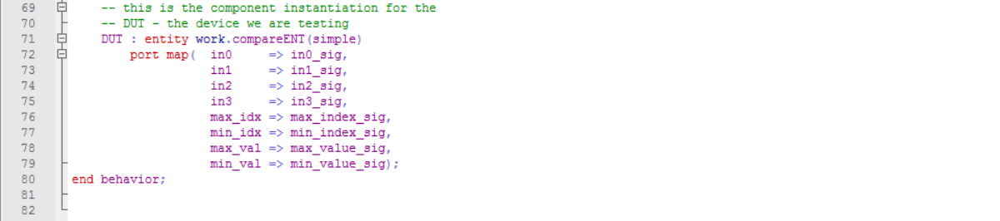 69 -- this is the component instantiation for the
70 -- DUT - the device we are testing
71 DUT : entity work.compareENT(simple)
72 port map( in0 => in0_sig,
73 in1 => in1_sig,
74 in2 => in2_sig,
75 in3 => in3_sig,
76 max_idx => max_index_sig,
77 min_idx => min_index_sig,
78 max_val => max_value_sig,
79 min_val => min_value_sig);
80 end behavior;
81
82